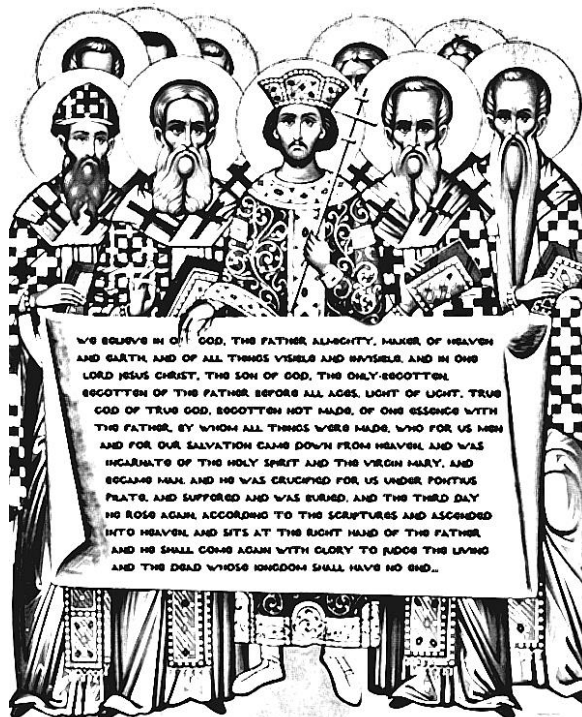 WE BELIEVE IN ONE GOD, THE FATHER ALMIGHTY, MAKER OF HEAVEN
AND EARTH, AND OF ALL THINGS VISIBLE AND INVISIBLE, AND IN ONE
LORD JESUS CHRIST, THE SON OF GOD, THE ONLY-BEGOTTEN,
BEGOTTEN OF THE FATHER BEFORE ALL AGES, LIGHT OF LIGHT, TRUE
GOD OF TRUE GOD, BEGOTTEN NOT MADE, OF ONE ESSENCE WITH
THE FATHER, BY WHOM ALL THINGS WERE MADE, WHO FOR US MEN
AND FOR OUR SALVATION CAME DOWN FROM HEAVEN, AND WAS
INCARNATE OF THE HOLY SPIRIT AND THE VIRGIN MARY, AND
BECAME MAN, AND HE WAS CRUCIFIED FOR US UNDER PONTIUS
PILATE, AND SUFFERED AND WAS BURIED, AND THE THIRD DAY
HE ROSE AGAIN, ACCORDING TO THE SCRIPTURES AND ASCENDED
INTO HEAVEN, AND SITS AT THE RIGHT HAND OF THE FATHER
AND HE SHALL COME AGAIN WITH GLORY TO JUDGE THE LIVING
AND THE DEAD WHOSE KINGDOM SHALL HAVE NO END...